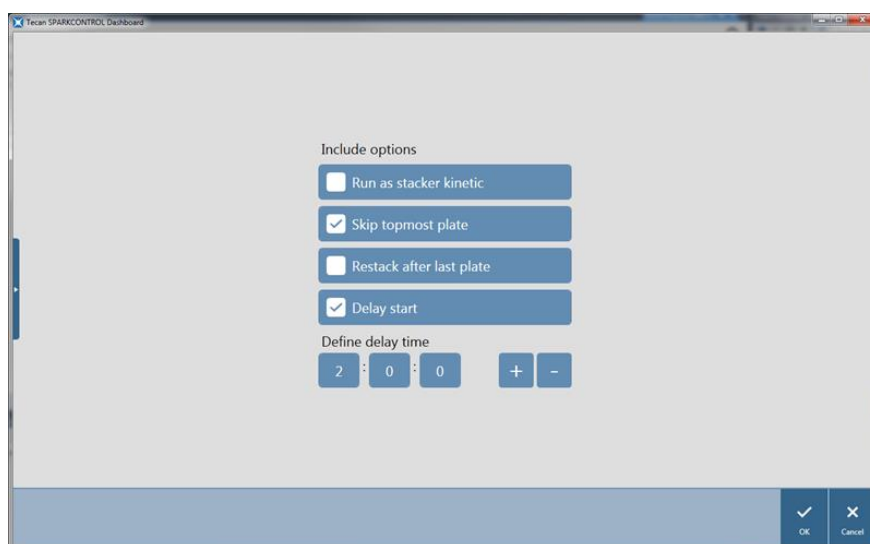 Tecan SPARKCONTROL Dashboard
Include options
Run as stacker kinetic
Skip topmost plate
Restack after last plate
Delay start
Define delay time
2 : 0 : 0 + -
OK Cancel